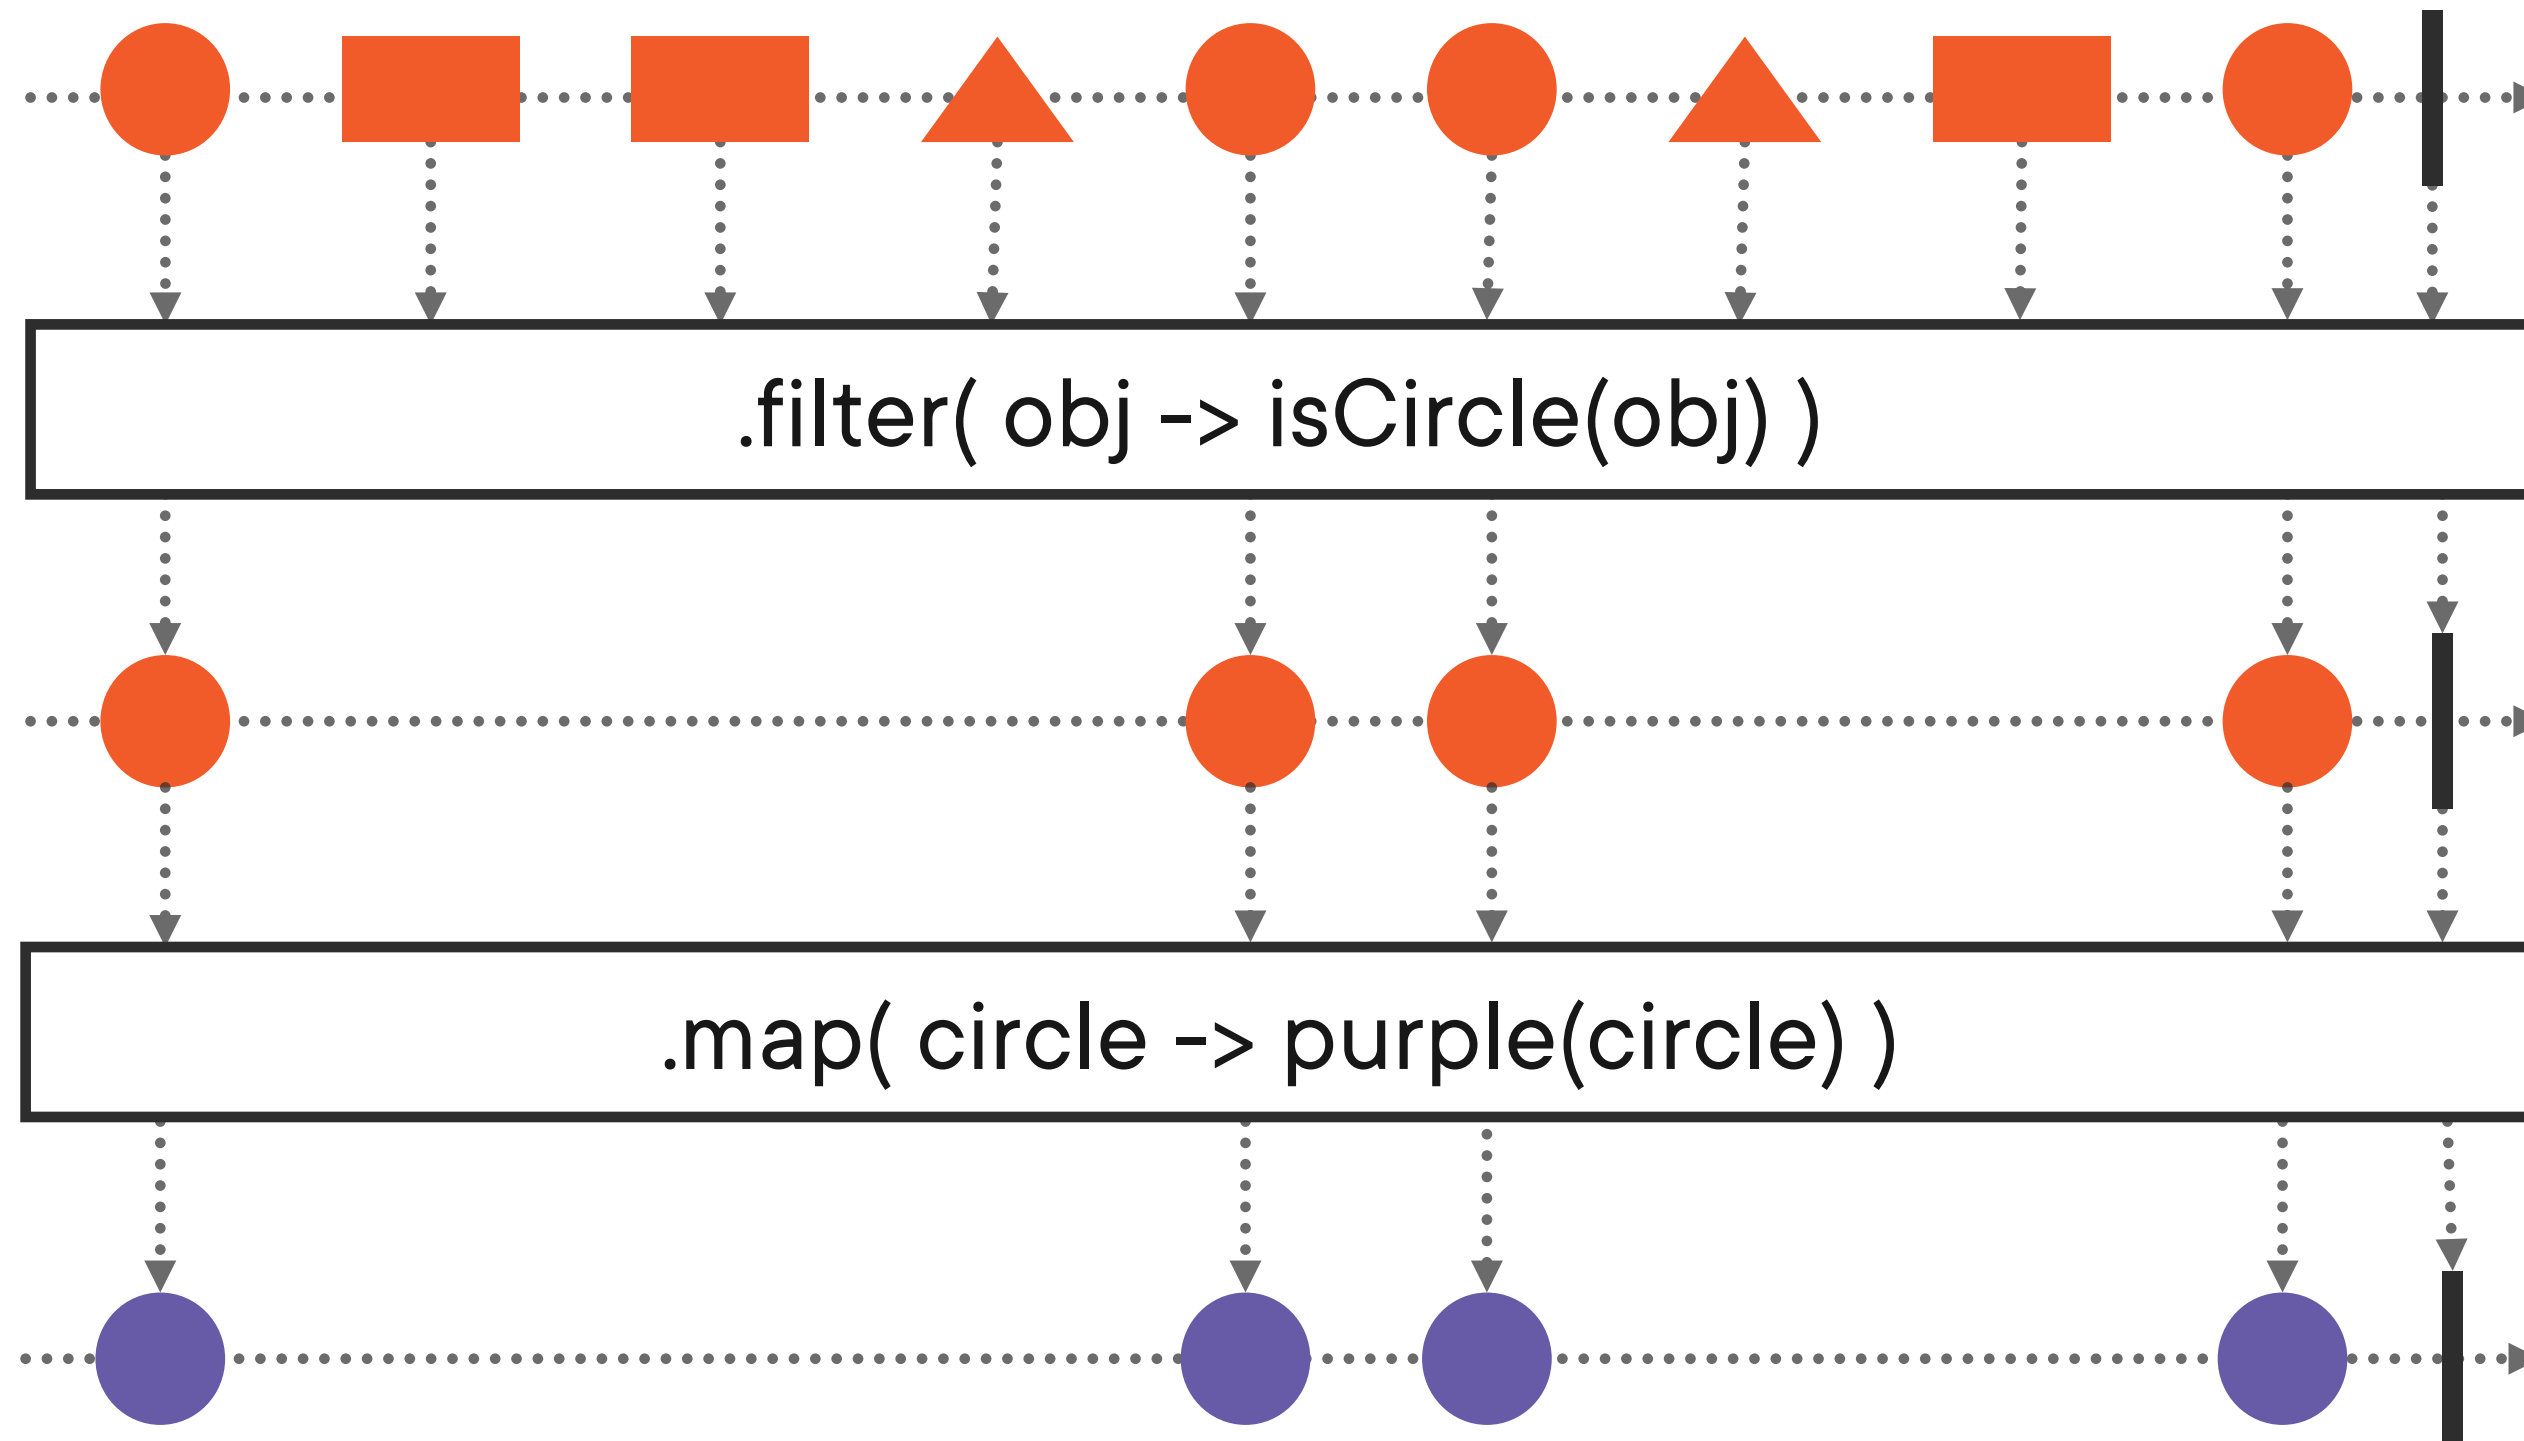 .filter( obj -> isCircle(obj) )
.map( circle -> purple(circle) )